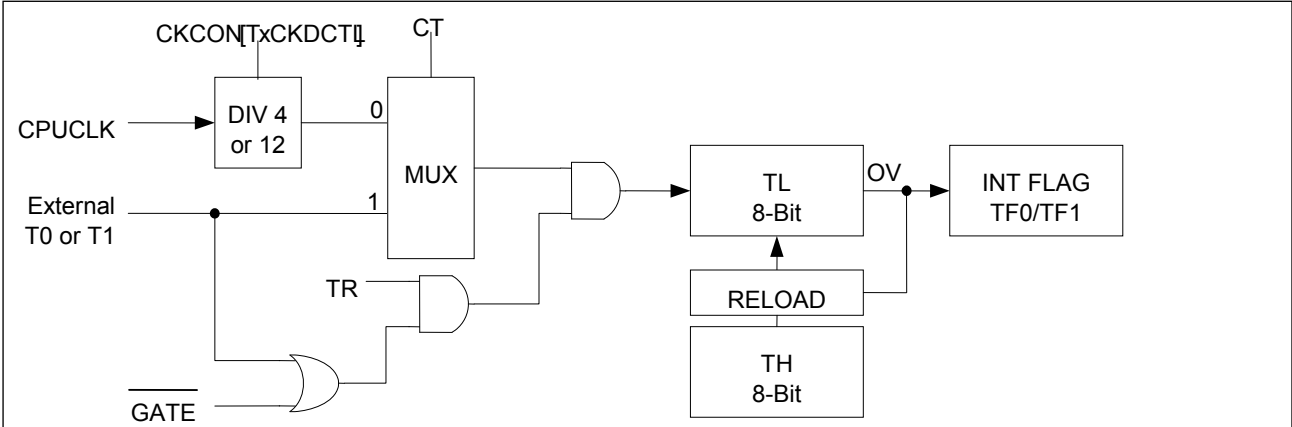 CKCON[TxCKDCTL]
CT
CPUCLK
DIV 4
or 12
0
MUX
External
T0 or T1
1
TL
8-Bit
OV
INT FLAG
TF0/TF1
TR
RELOAD
TH
8-Bit
GATE